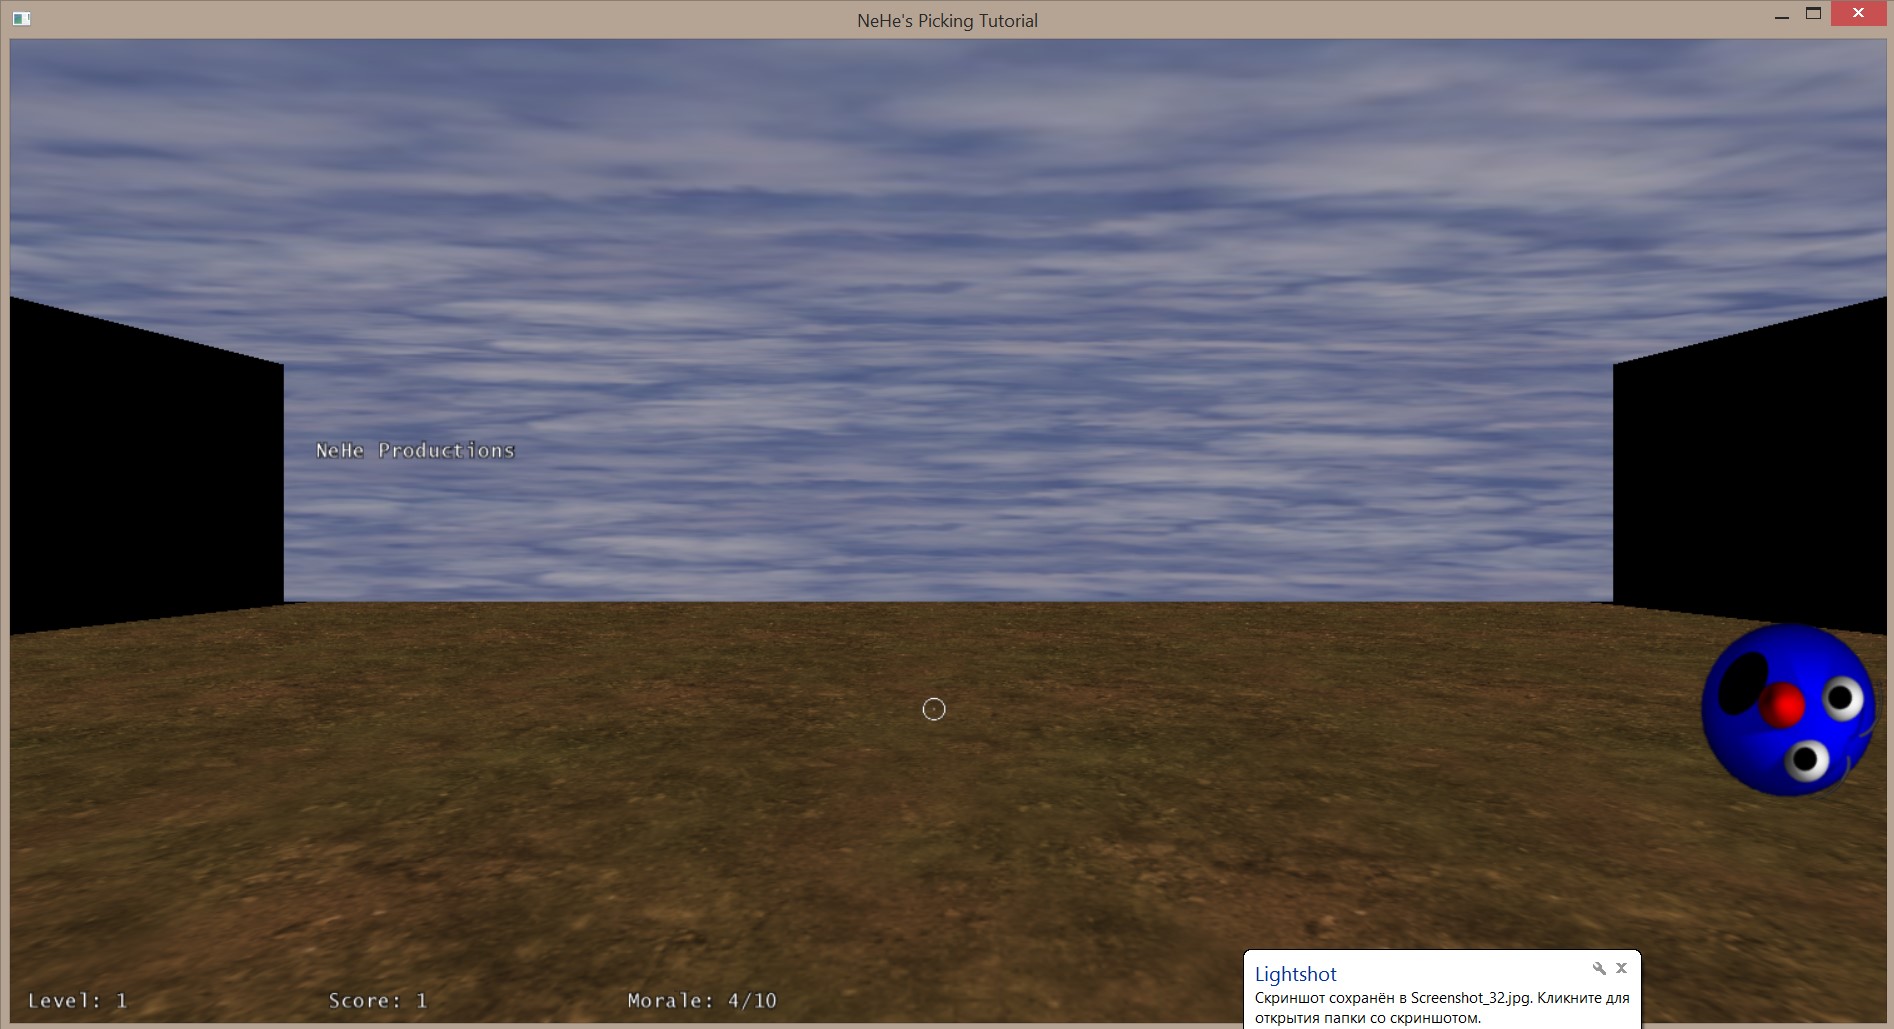 NeHe's Picking Tutorial
NeHe Productions
Level: 1
Score: 1
Morale: 4/10
Lightshot
Скриншот сохранён в Screenshot_32.jpg. Кликните для
открытия папки со скриншотом.